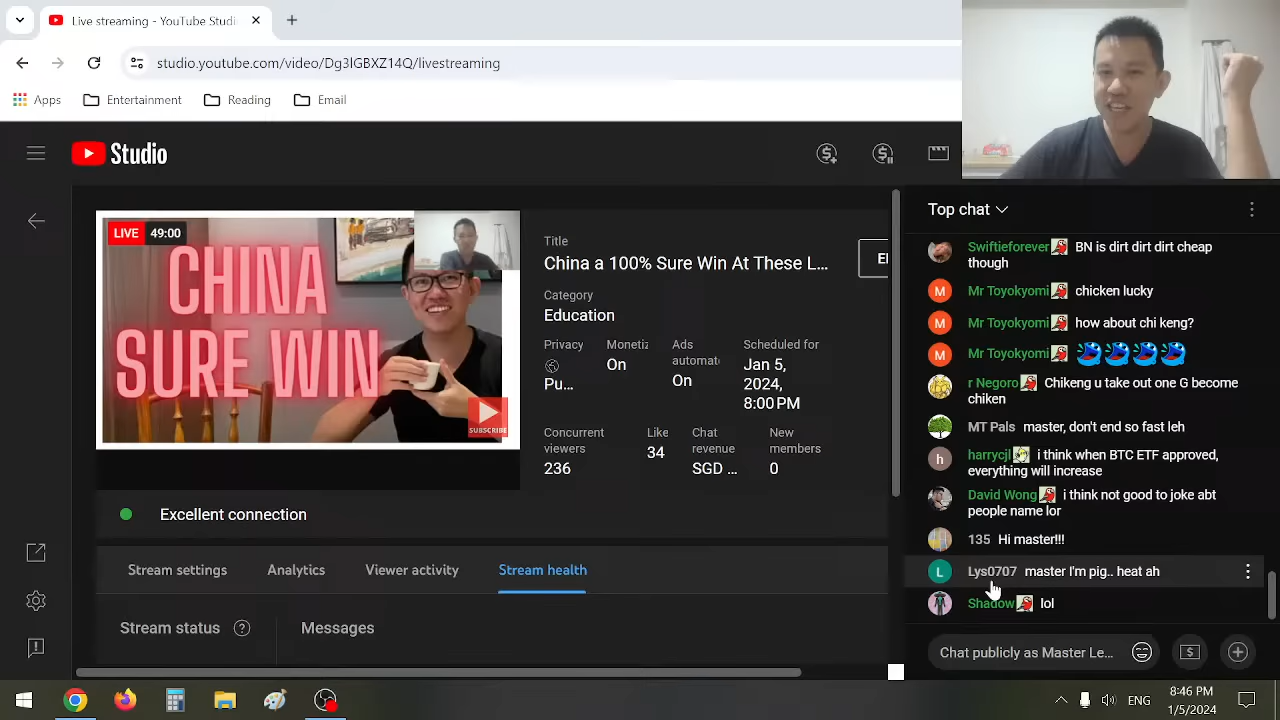 Live streaming - YouTube Studi
studio.youtube.com/video/Dg3IGBXZ14Q/livestreaming
Apps
Entertainment
Reading
Email
Studio
LIVE 49:00
CHINA
SURE WIN
SUBSCRIBE
Title
China a 100% Sure Win At These L...
Category
Education
Privacy
Pu...
Monetiz
On
Ads
automat
On
Scheduled for
Jan 5,
2024,
8:00 PM
Concurrent
viewers
236
Like
34
Chat
revenue
SGD ...
New
members
0
Excellent connection
Stream settings
Analytics
Viewer activity
Stream health
Stream status
Messages
Top chat
Swiftieforever BN is dirt dirt dirt cheap
though
Mr Toyokyomi chicken lucky
Mr Toyokyomi how about chi keng?
Mr Toyokyomi
r Negoro Chikeng u take out one G become
chiken
MT Pals master, don't end so fast leh
harrycjl i think when BTC ETF approved,
everything will increase
David Wong i think not good to joke abt
people name lor
135 Hi master!!!
Lys0707 master I'm pig.. heat ah
Shadow lol
Chat publicly as Master Le...
ENG
8:46 PM
1/5/2024